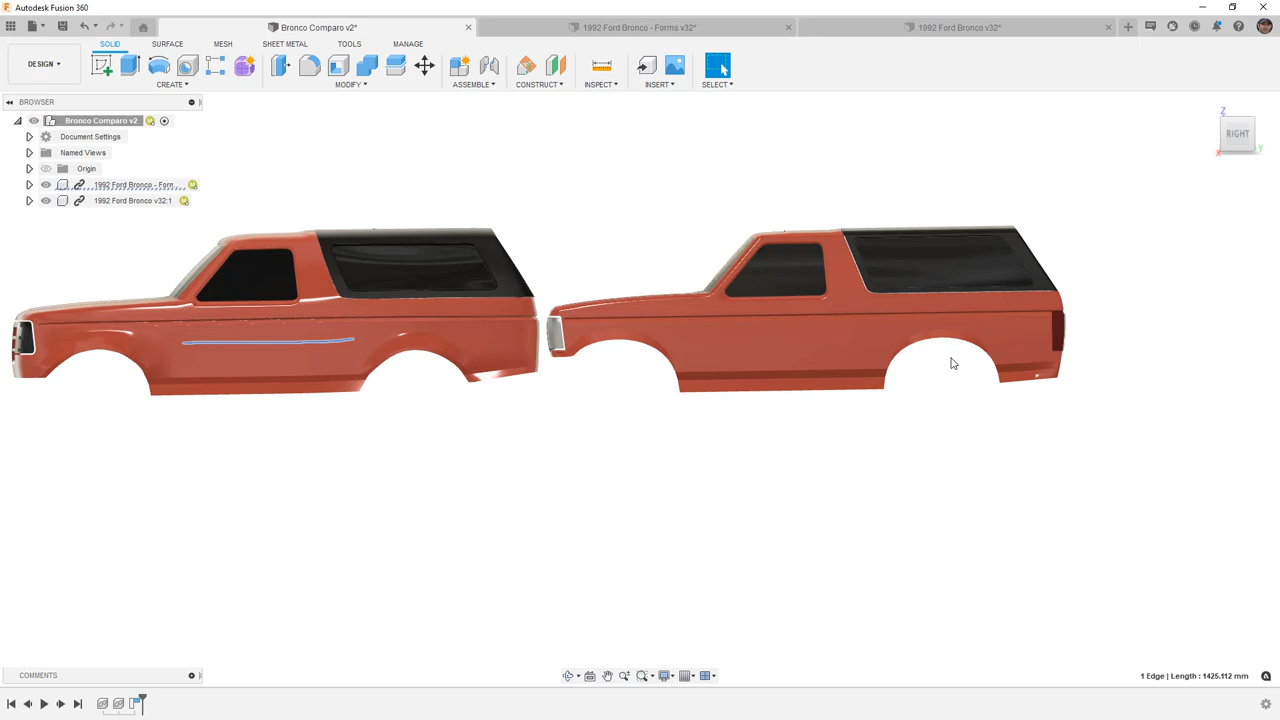 Autodesk Fusion 360
Bronco Comparo v2*
1992 Ford Bronco - Forms v32*
1992 Ford Bronco v32*
SOLID
SURFACE
MESH
SHEET METAL
TOOLS
MANAGE
DESIGN
CREATE
MODIFY
ASSEMBLE
CONSTRUCT
INSPECT
INSERT
SELECT
BROWSER
Bronco Comparo v2
Document Settings
Named Views
Origin
1992 Ford Bronco - Form...
1992 Ford Bronco v32:1
Z
RIGHT
X
Y
COMMENTS
1 Edge | Length : 1425.112 mm